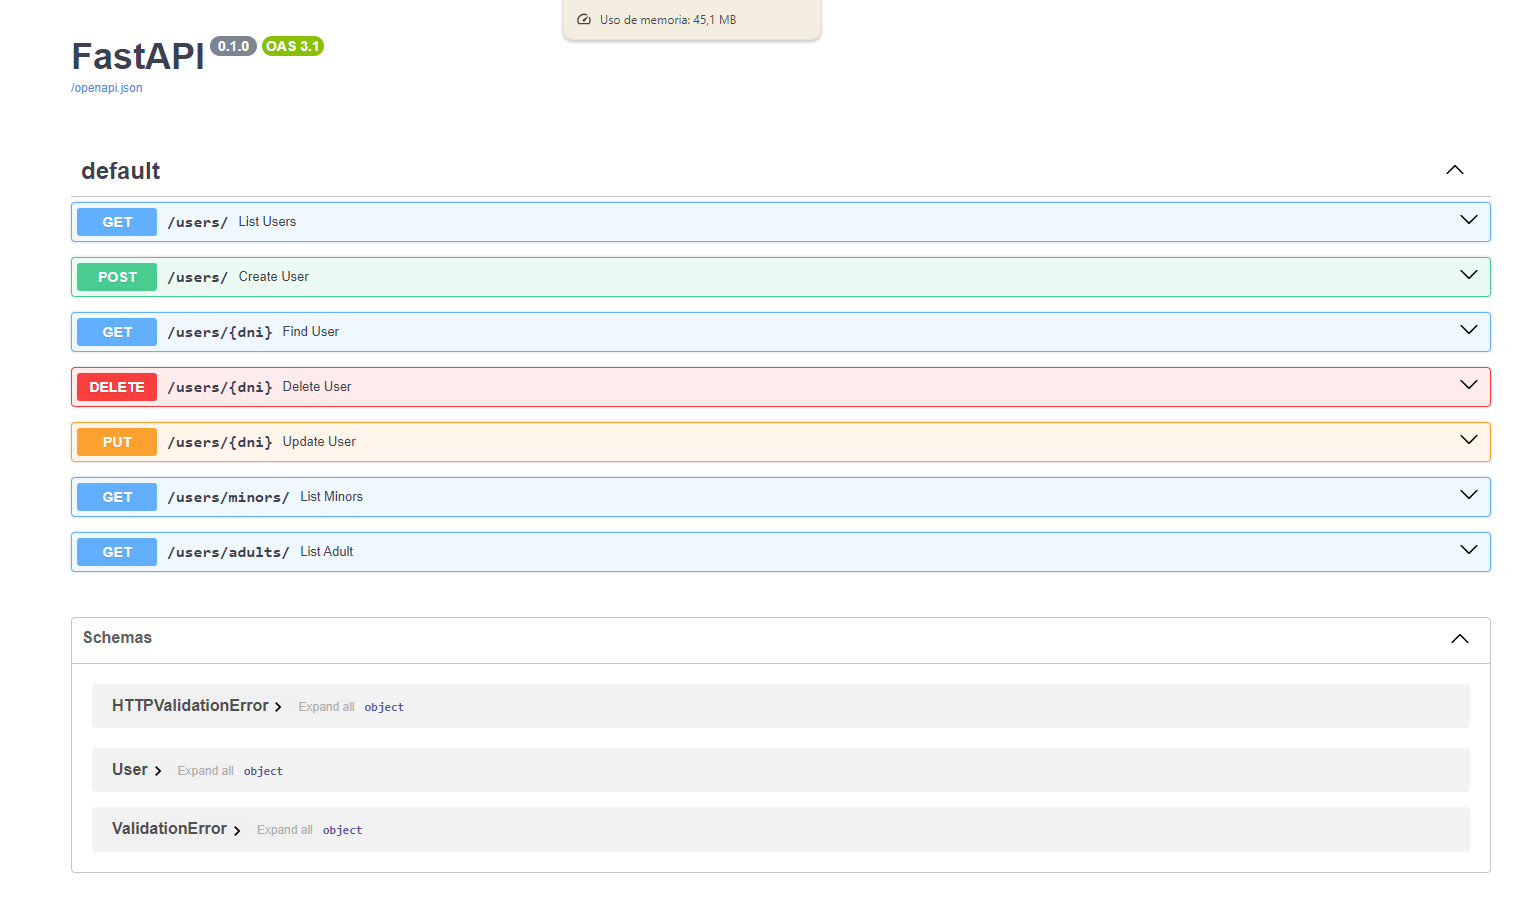 Uso de memoria: 45,1 MB
FastAPI 0.1.0 OAS 3.1
/openapi.json
default
GET /users/ List Users
POST /users/ Create User
GET /users/{dni} Find User
DELETE /users/{dni} Delete User
PUT /users/{dni} Update User
GET /users/minors/ List Minors
GET /users/adults/ List Adult
Schemas
HTTPValidationError Expand all object
User Expand all object
ValidationError Expand all object